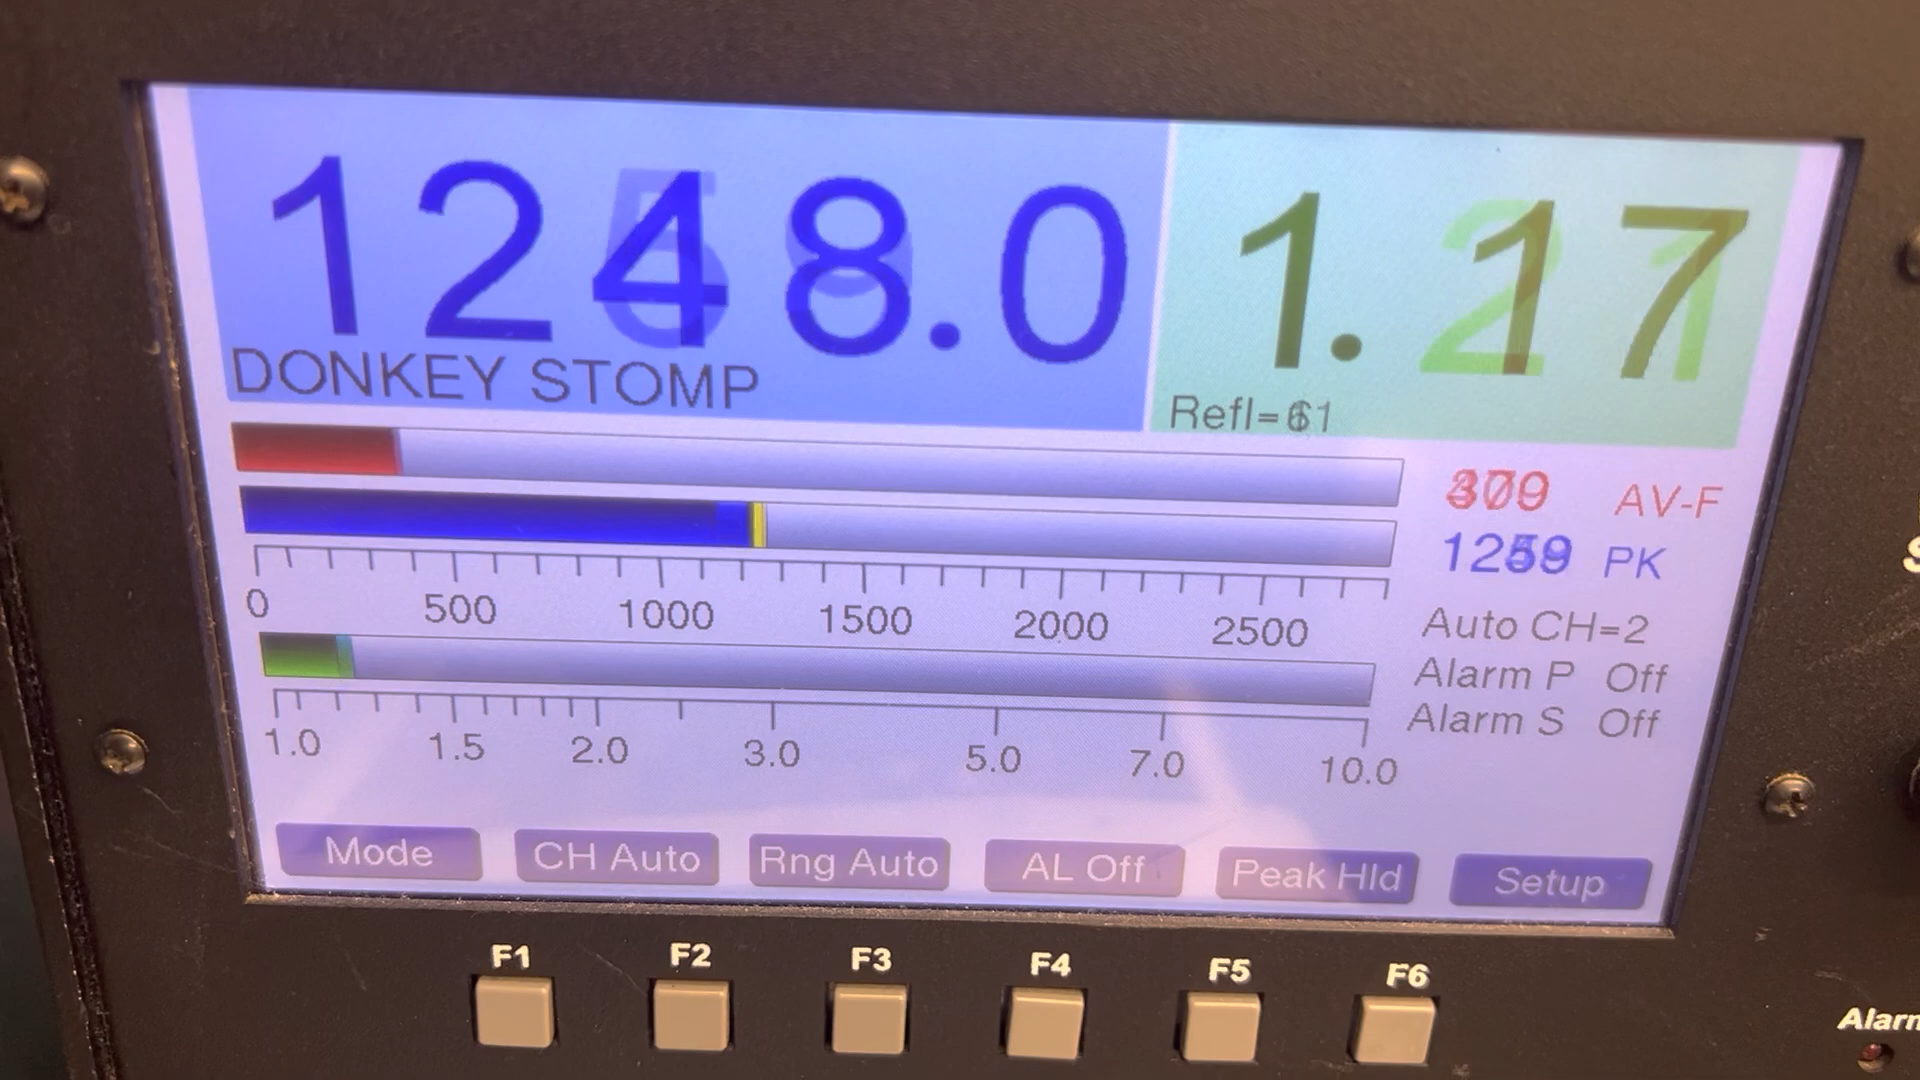 1248.0
1.17
DONKEY STOMP
Refl=
AV-F
PK
0 500 1000 1500 2000 2500
Auto CH=2
Alarm P Off
Alarm S Off
1.0 1.5 2.0 3.0 5.0 7.0 10.0
Mode CH Auto Rng Auto AL Off Peak Hld Setup
F1 F2 F3 F4 F5 F6
Alarm